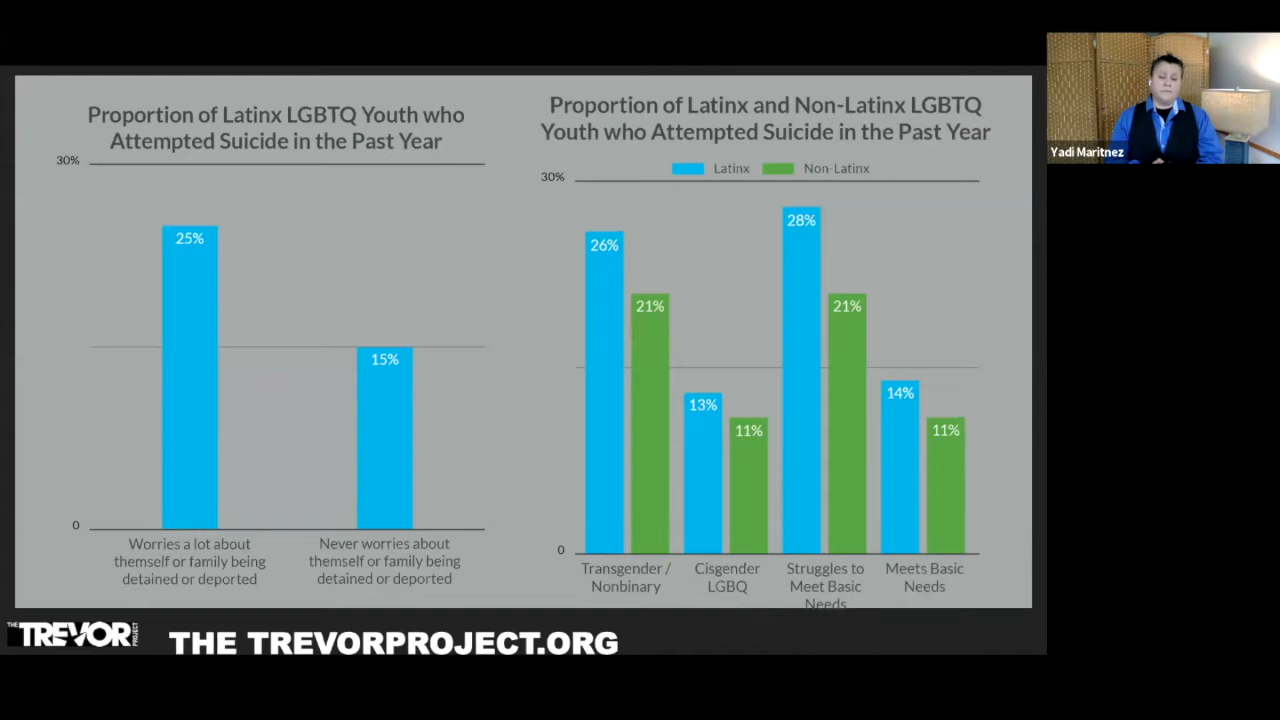 Proportion of Latinx LGBTQ Youth who
Attempted Suicide in the Past Year
30%
25%
15%
0
Worries a lot about
themself or family being
detained or deported
Never worries about
themself or family being
detained or deported
Proportion of Latinx and Non-Latinx LGBTQ
Youth who Attempted Suicide in the Past Year
Latinx
Non-Latinx
30%
26%
21%
13%
11%
28%
21%
14%
11%
0
Transgender /
Nonbinary
Cisgender
LGBQ
Struggles to
Meet Basic
Needs
Meets Basic
Needs
Yadi Maritnez
THE TREVOR PROJECT
THE TREVORPROJECT.ORG